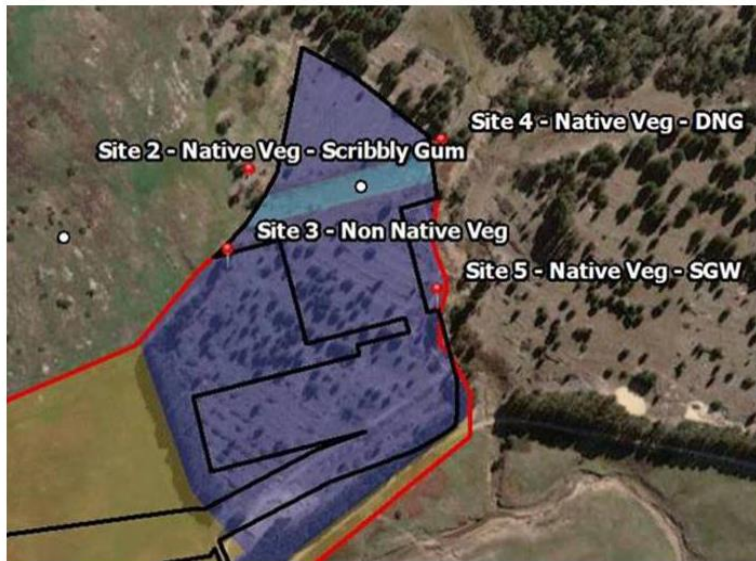 Site 4 - Native Veg - DNG
Site 2 - Native Veg - Scribbly Gum
Site 3 - Non Native Veg
Site 5 - Native Veg - SGW